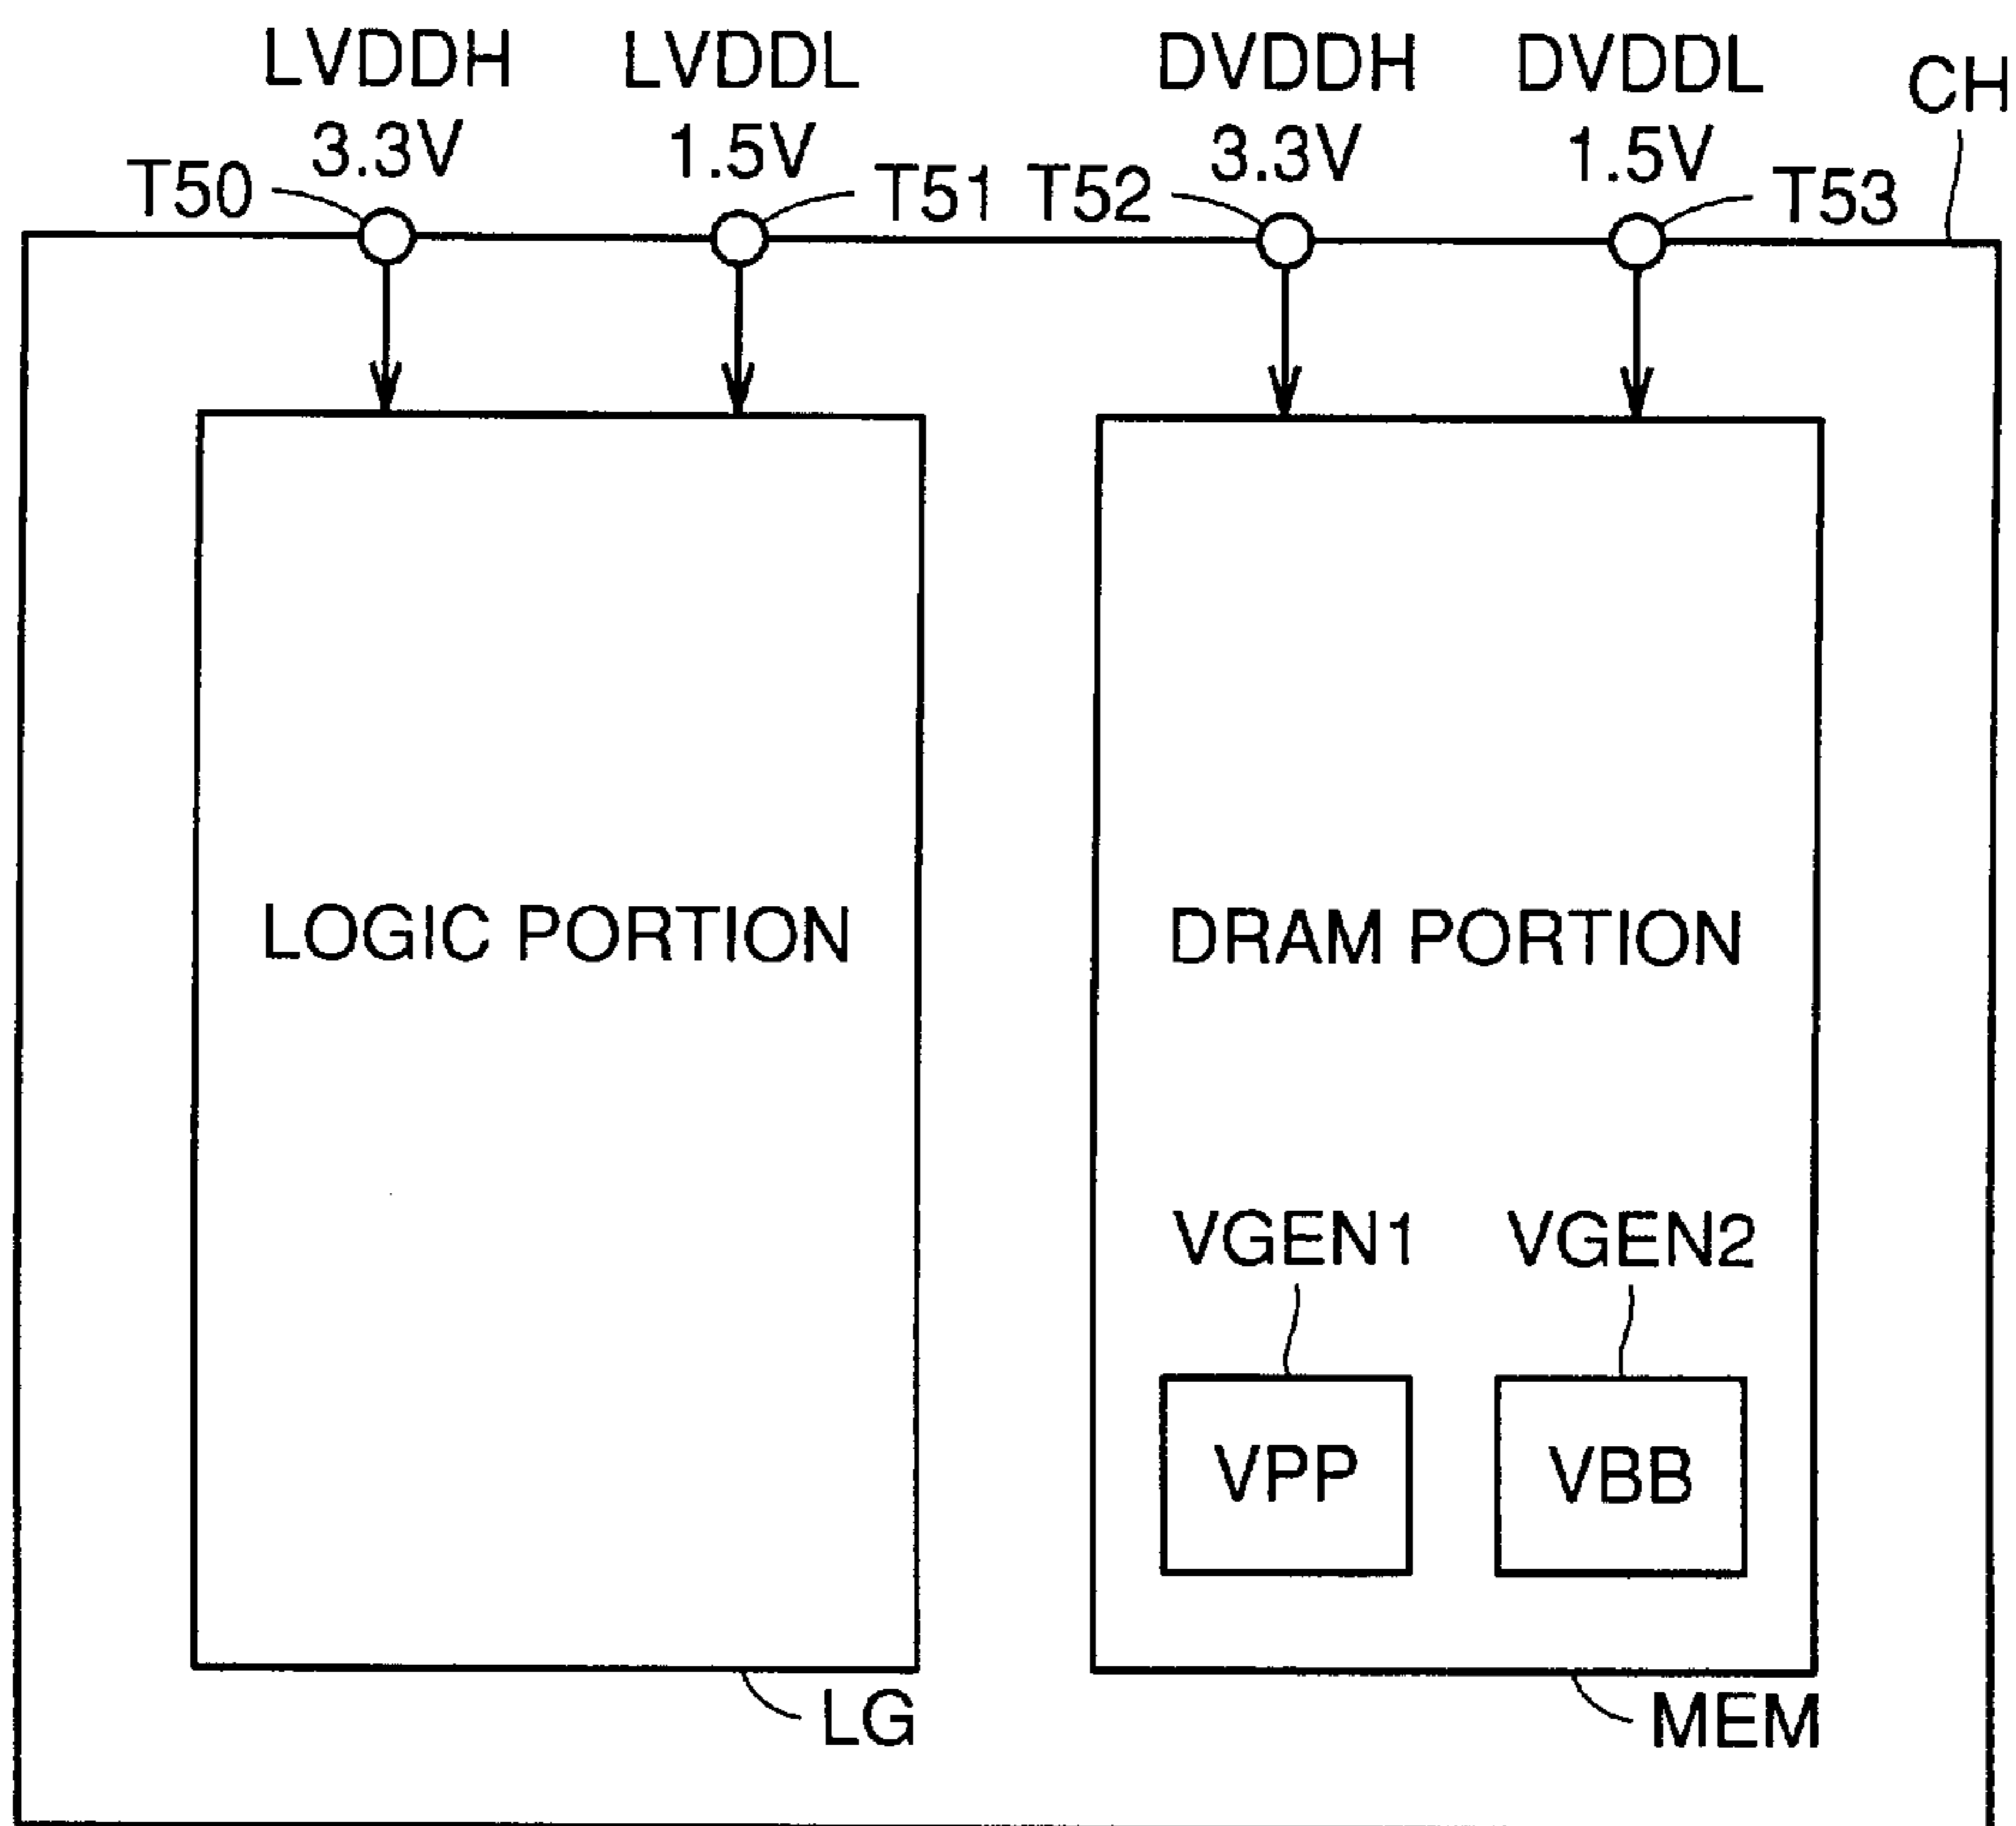 LVDDH LVDDL DVDDH DVDDL CH
3.3V 1.5V 3.3V 1.5V
T50 T51 T52 T53
LOGIC PORTION DRAM PORTION
VGEN1 VGEN2
VPP VBB
LG MEM